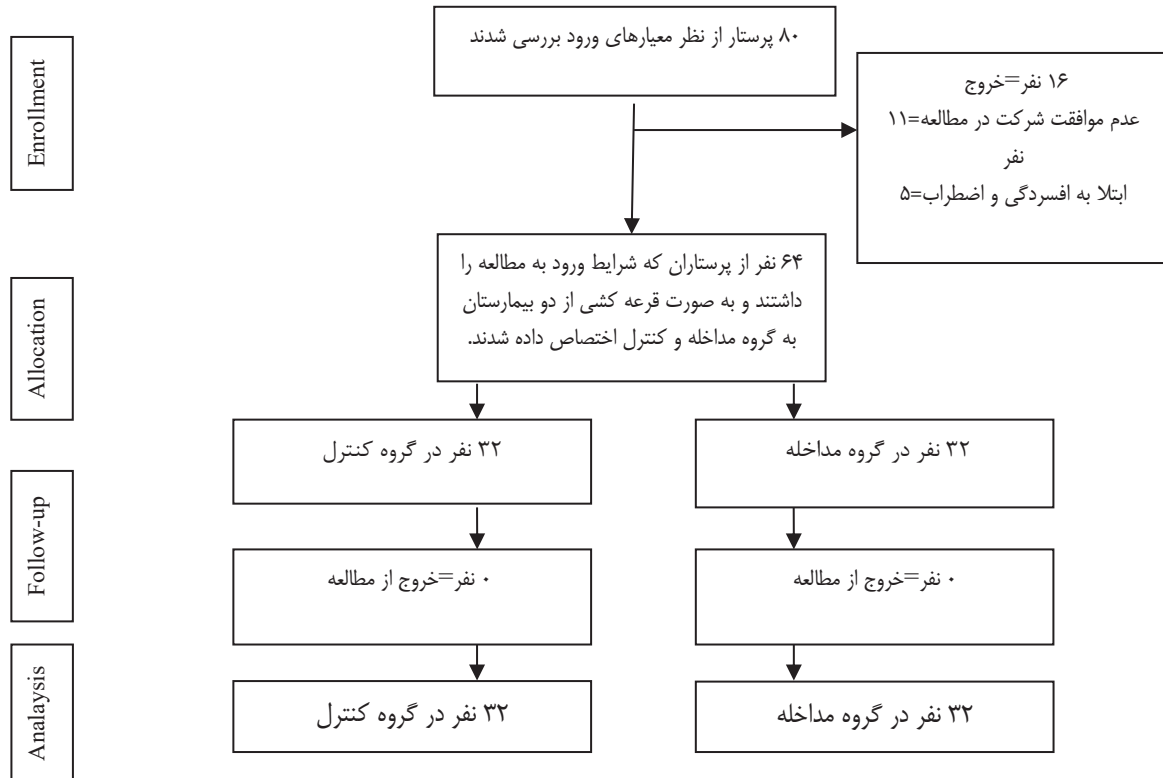 Enrollment
۸۰ پرستار از نظر معیارهای ورود بررسی شدند
۱۶ نفر=خروج
عدم موافقت شرکت در مطالعه=۱۱
نفر
ابتلا به افسردگی و اضطراب=۵
Allocation
۶۴ نفر از پرستاران که شرایط ورود به مطالعه را
داشتند و به صورت قرعه کشی از دو بیمارستان
به گروه مداخله و کنترل اختصاص داده شدند.
۳۲ نفر در گروه مداخله
۳۲ نفر در گروه کنترل
Follow-up
۰ نفر=خروج از مطالعه
۰ نفر=خروج از مطالعه
Analaysis
۳۲ نفر در گروه مداخله
۳۲ نفر در گروه کنترل